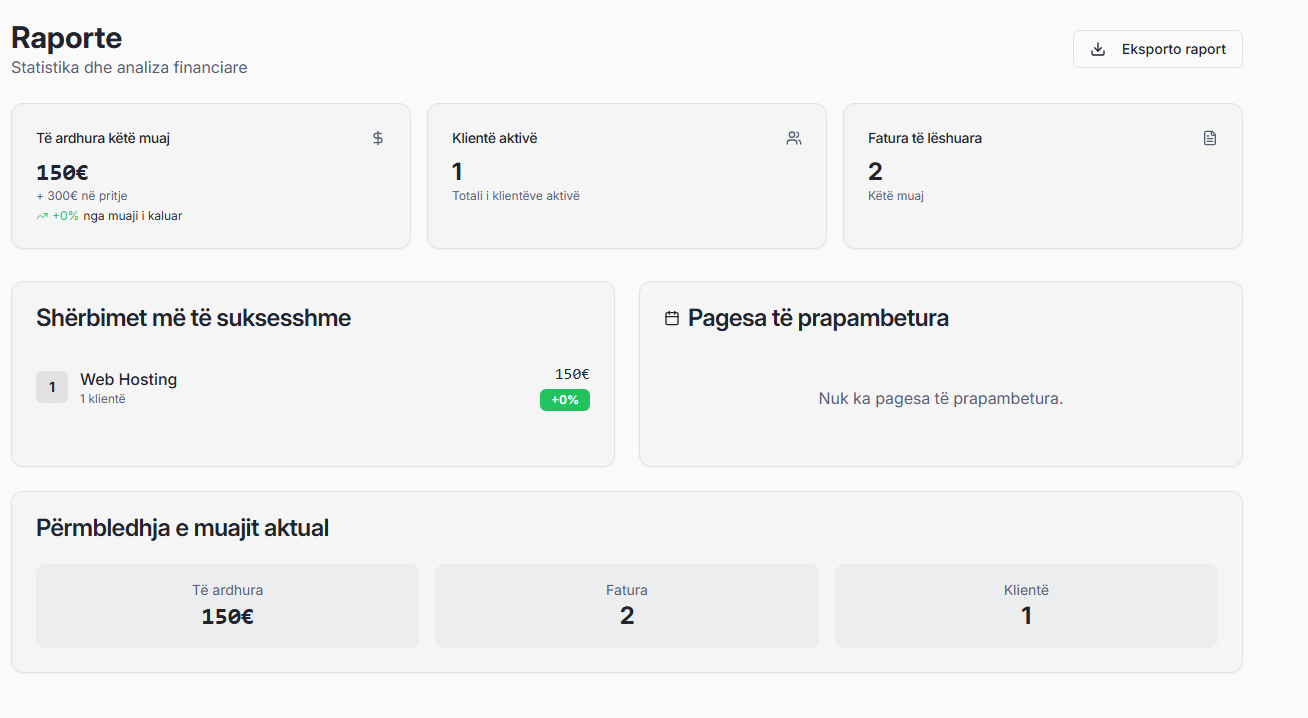 Raporte
Statistika dhe analiza financiare
Eksporto raport
Të ardhura këtë muaj
150€
+ 300€ në pritje
+0% nga muaji i kaluar
Klientë aktivë
1
Totali i klientëve aktivë
Fatura të lëshuara
2
Këtë muaj
Shërbimet më të suksesshme
1
Web Hosting
1 klientë
150€
+0%
Pagesa të prapambetura
Nuk ka pagesa të prapambetura.
Përmbledhja e muajit aktual
Të ardhura
150€
Fatura
2
Klientë
1